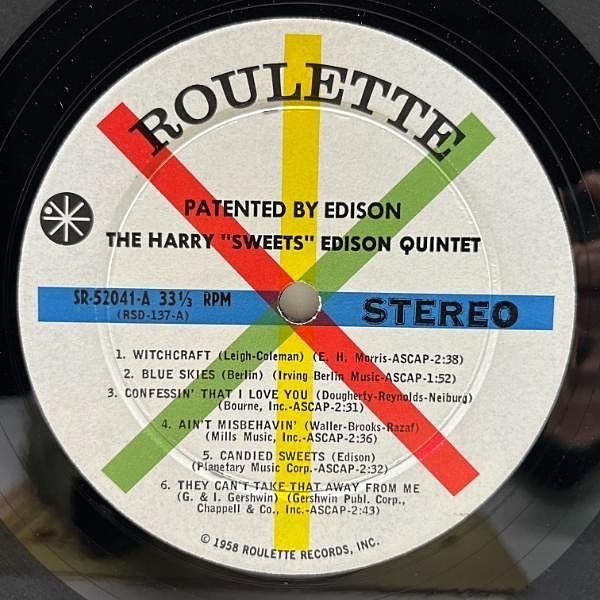 ROULETTE
PATENTED BY EDISON
THE HARRY "SWEETS" EDISON QUINTET
SR-52041-A 33 1/3 RPM
(RSD-137-A)
STEREO
1. WITCHCRAFT (Leigh-Coleman) (E. H. Morris-ASCAP-2:38)
2. BLUE SKIES (Berlin) (Irving Berlin Music-ASCAP-1:52)
3. CONFESSIN' THAT I LOVE YOU (Dougherty-Reynolds-Neiburg)
(Bourne, Inc.-ASCAP-2:31)
4. AIN'T MISBEHAVIN' (Waller-Brooks-Razaf)
(Mills Music, Inc.-ASCAP-2:36)
5. CANDIED SWEETS (Edison)
(Planetary Music Corp.-ASCAP-2:32)
6. THEY CAN'T TAKE THAT AWAY FROM ME
(G. & I. Gershwin) (Gershwin Publ. Corp.,
Chappell & Co., Inc.-ASCAP-2:43)
© 1958 ROULETTE RECORDS, INC.